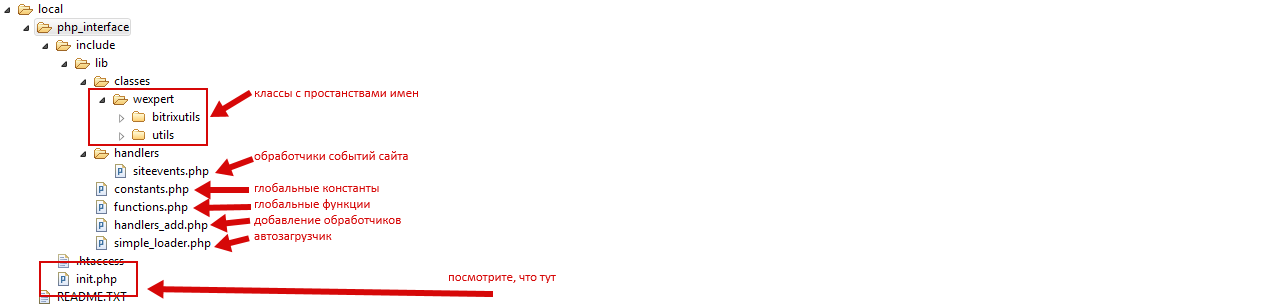 local
php_interface
include
lib
classes
wexpert
классы с простанствами имен
bitrixutils
utils
handlers
обработчики событий сайта
siteevents.php
constants.php
глобальные константы
functions.php
глобальные функции
handlers_add.php
добавление обработчиков
simple_loader.php
автозагрузчик
.htaccess
init.php
посмотрите, что тут
README.TXT